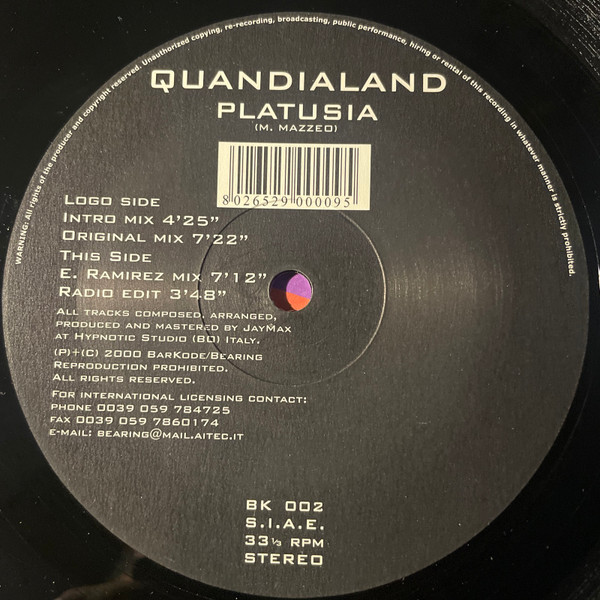 WARNING: All rights of the producer and copyright reserved. Unauthorized copying, re-recording, broadcasting, public performance, hiring or rental of this recording in whatever manner is strictly prohibited.
QUANDIALAND
PLATUSIA
(M. MAZZEO)
8 026529 000095
LOGO SIDE
INTRO MIX 4'25"
ORIGINAL MIX 7'22"
THIS SIDE
E. RAMIREZ MIX 7'12"
RADIO EDIT 3'48"
ALL TRACKS COMPOSED, ARRANGED,
PRODUCED AND MASTERED BY JAYMAX
AT HYPNOTIC STUDIO (BO) ITALY.
(P)+(C) 2000 BARKODE/BEARING
REPRODUCTION PROHIBITED.
ALL RIGHTS RESERVED.
FOR INTERNATIONAL LICENSING CONTACT:
PHONE 0039 059 784725
FAX 0039 059 7860174
E-MAIL: BEARING@MAIL.AITEC.IT
BK 002
S.I.A.E.
33⅓ RPM
STEREO